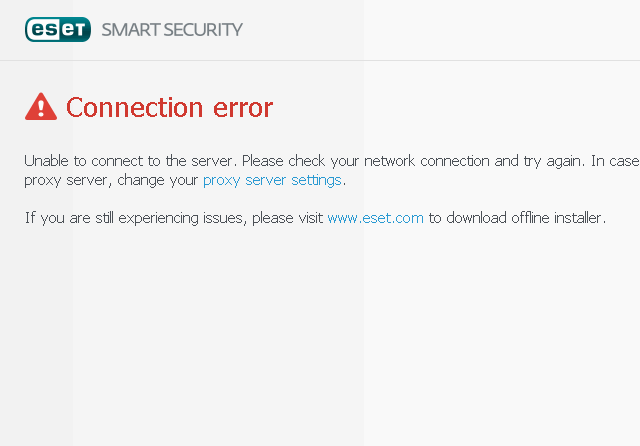 eset SMART SECURITY
Connection error
Unable to connect to the server. Please check your network connection and try again. In case
proxy server, change your proxy server settings.
If you are still experiencing issues, please visit www.eset.com to download offline installer.